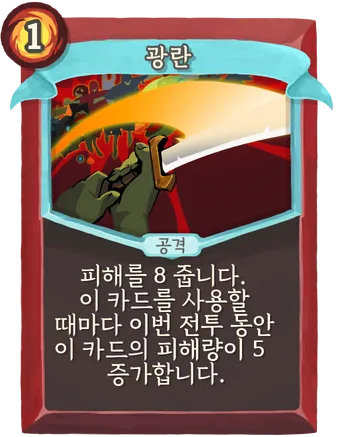 1
광란
공격
피해를 8 줍니다.
이 카드를 사용할
때마다 이번 전투 동안
이 카드의 피해량이 5
증가합니다.